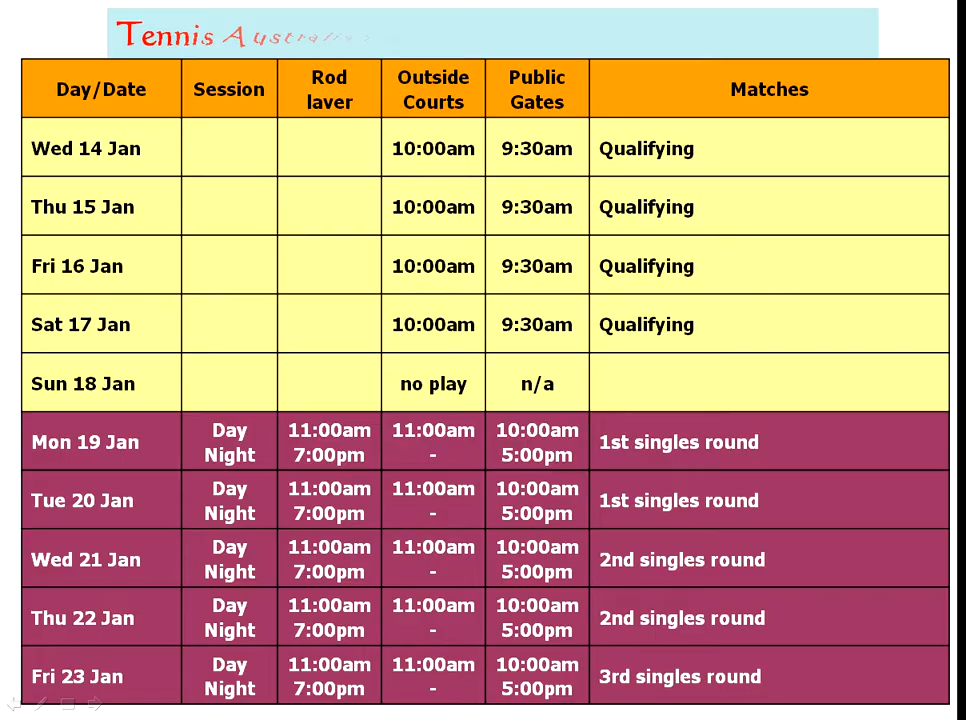 Tennis Australia
Day/Date Session Rod laver Outside Courts Public Gates Matches
Wed 14 Jan 10:00am 9:30am Qualifying
Thu 15 Jan 10:00am 9:30am Qualifying
Fri 16 Jan 10:00am 9:30am Qualifying
Sat 17 Jan 10:00am 9:30am Qualifying
Sun 18 Jan no play n/a
Mon 19 Jan Day 11:00am 11:00am 10:00am 1st singles round
Night 7:00pm - 5:00pm
Tue 20 Jan Day 11:00am 11:00am 10:00am 1st singles round
Night 7:00pm - 5:00pm
Wed 21 Jan Day 11:00am 11:00am 10:00am 2nd singles round
Night 7:00pm - 5:00pm
Thu 22 Jan Day 11:00am 11:00am 10:00am 2nd singles round
Night 7:00pm - 5:00pm
Fri 23 Jan Day 11:00am 11:00am 10:00am 3rd singles round
Night 7:00pm - 5:00pm